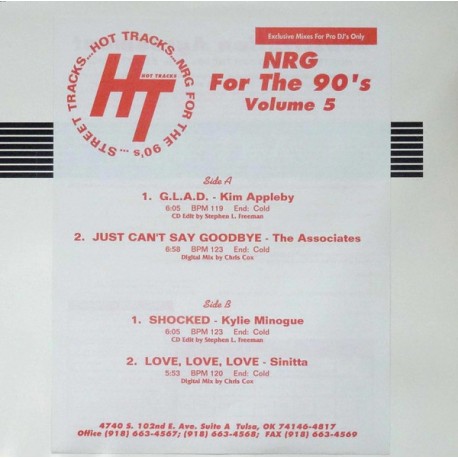 Exclusive Mixes For Pro DJ's Only
STREET TRACKS...HOT TRACKS...NRG FOR THE 90's ...
HT
HOT TRACKS
NRG
For The 90's
Volume 5
Side A
1. G.L.A.D. - Kim Appleby
6:05 BPM 119 End: Cold
CD Edit by Stephen L. Freeman
2. JUST CAN'T SAY GOODBYE - The Associates
6:58 BPM 123 End: Cold
Digital Mix by Chris Cox
Side B
1. SHOCKED - Kylie Minogue
6:05 BPM 123 End: Cold
CD Edit by Stephen L. Freeman
2. LOVE, LOVE, LOVE - Sinitta
5:53 BPM 120 End: Cold
Digital Mix by Chris Cox
4740 S. 102nd E. Ave. Suite A Tulsa, OK 74146-4817
Office (918) 663-4567; (918) 663-4568; FAX (918) 663-4569